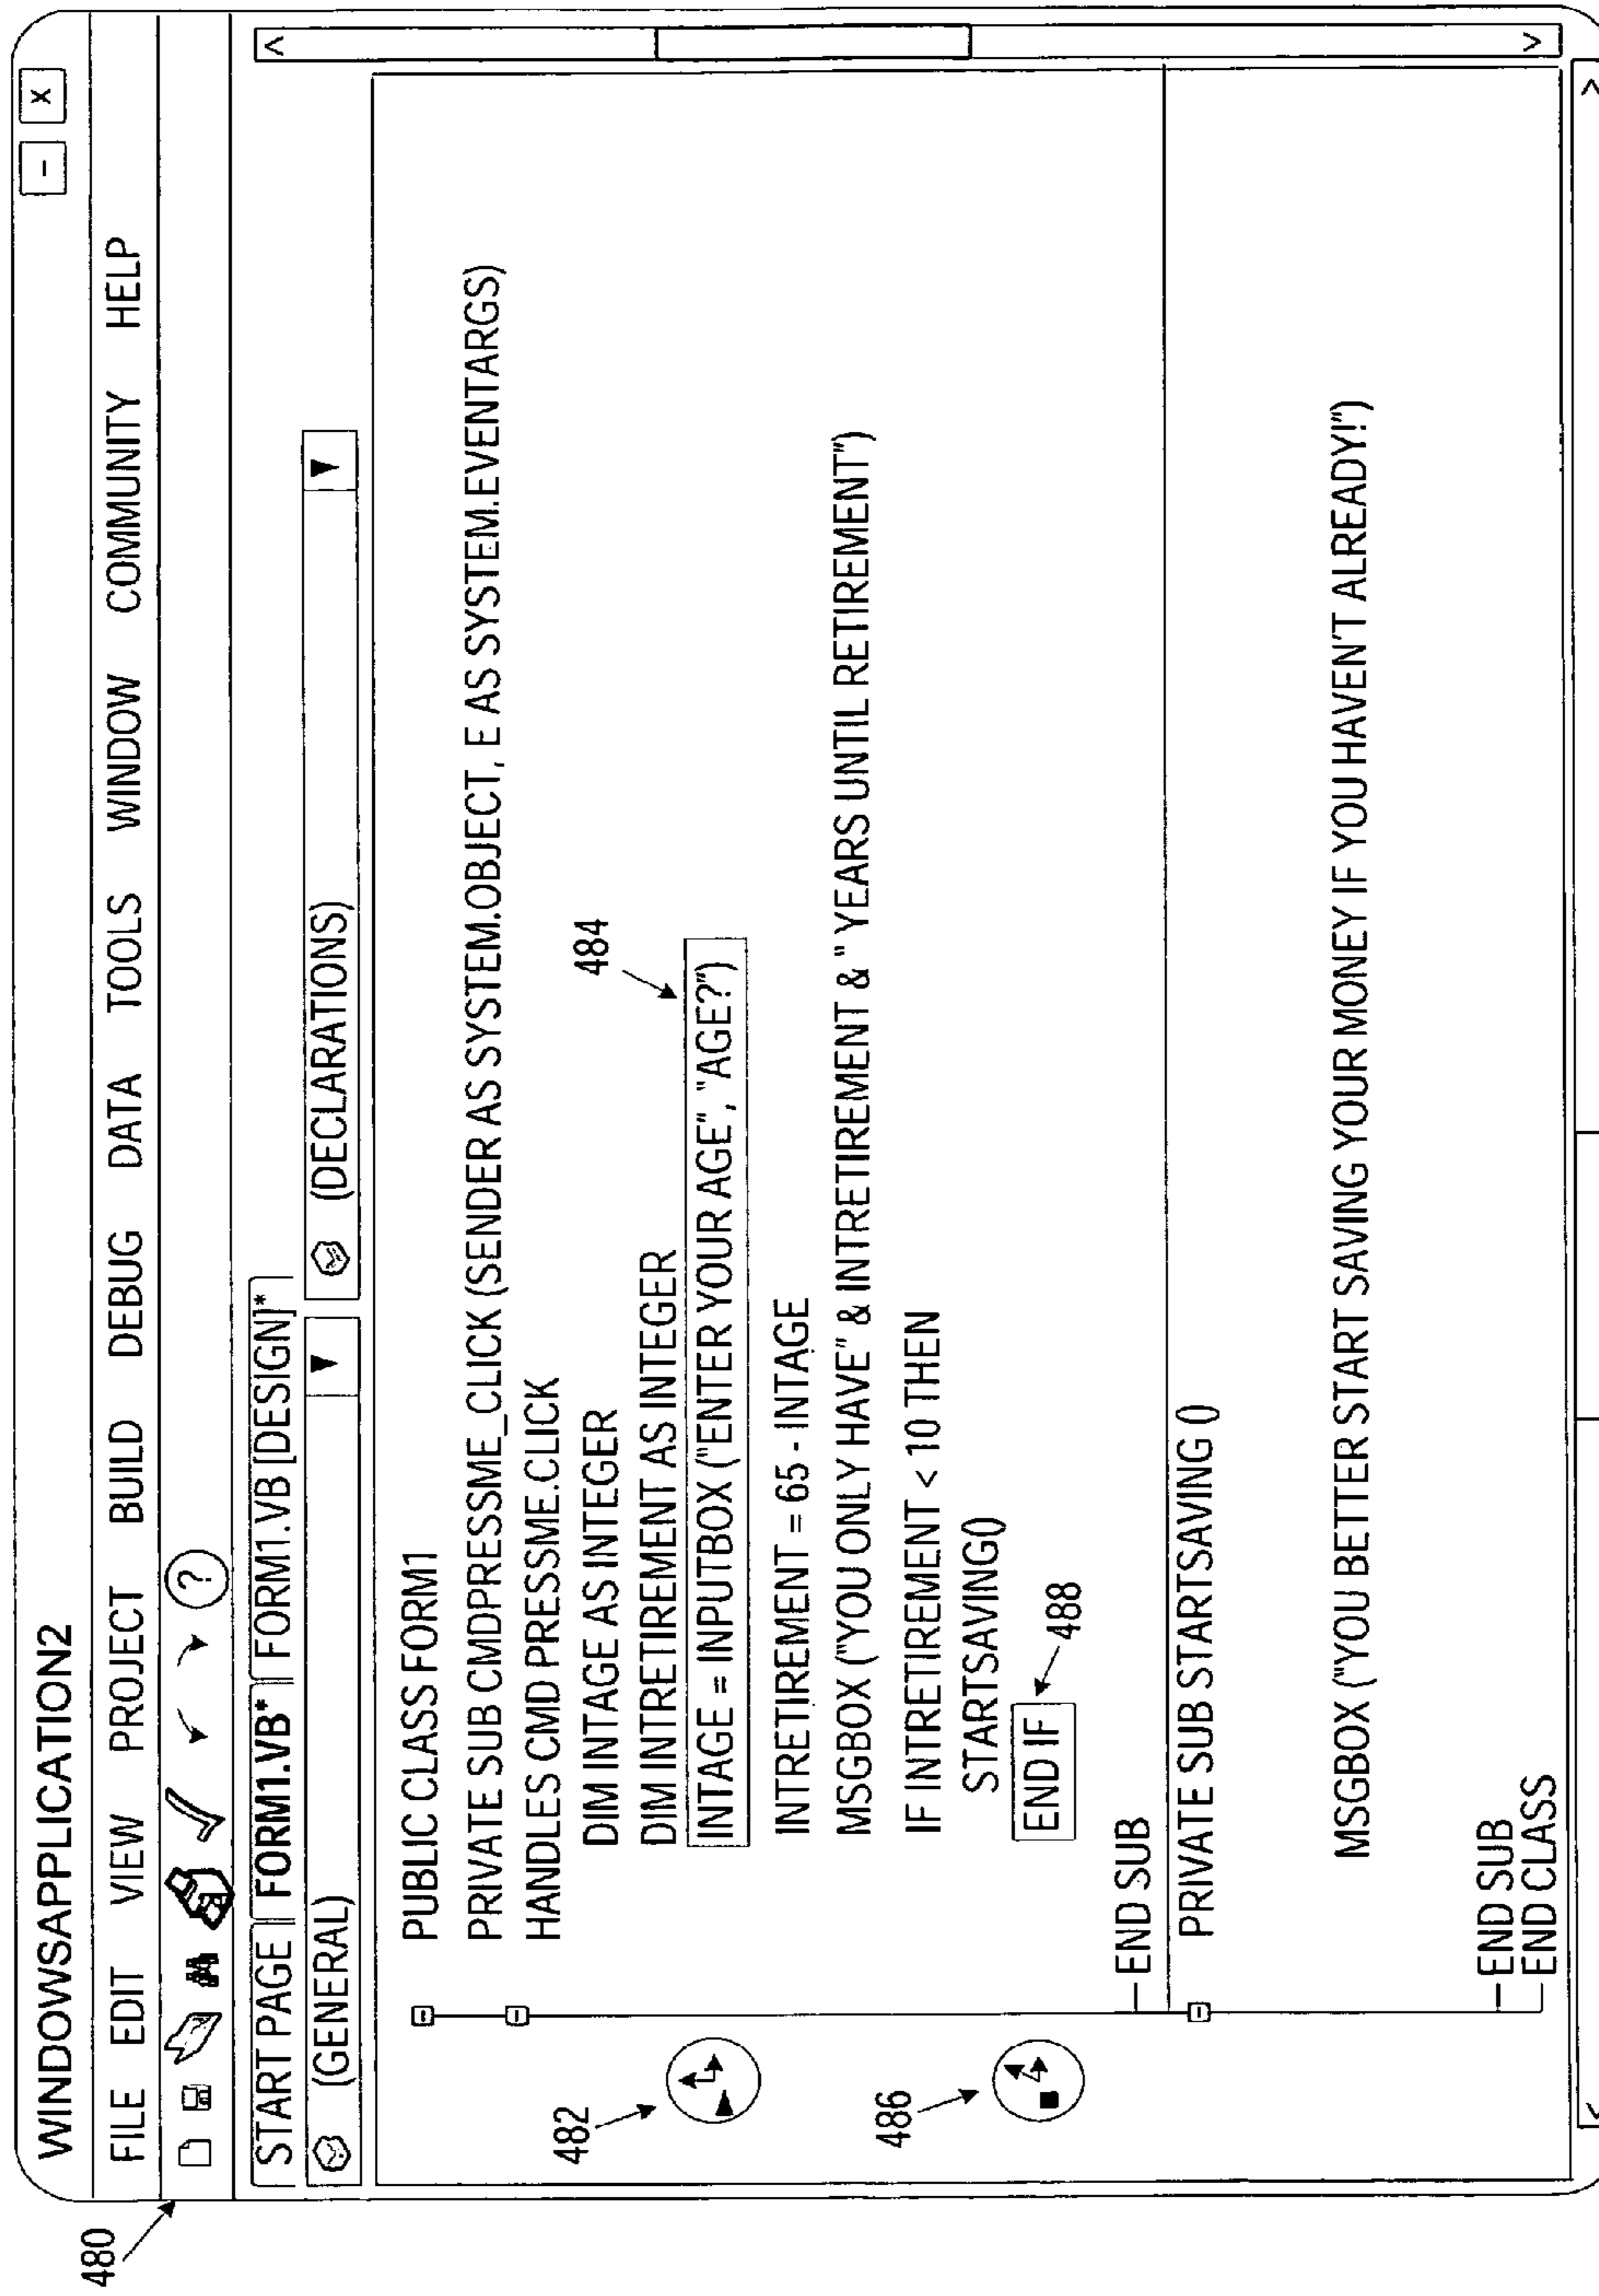 480
WINDOWSAPPLICATION2
- X
FILE EDIT VIEW PROJECT BUILD DEBUG DATA TOOLS WINDOW COMMUNITY HELP
?
START PAGE FORM1.VB* FORM1.VB [DESIGN]*
(GENERAL) (DECLARATIONS)
PUBLIC CLASS FORM1
PRIVATE SUB CMDPRESSME_CLICK (SENDER AS SYSTEM.OBJECT, E AS SYSTEM.EVENTARGS)
HANDLES CMD PRESSME.CLICK
DIM INTAGE AS INTEGER
DIM INTRETIREMENT AS INTEGER
482
484
INTAGE = INPUTBOX ("ENTER YOUR AGE", "AGE?")
INTRETIREMENT = 65 - INTAGE
MSGBOX ("YOU ONLY HAVE" & INTRETIREMENT & " YEARS UNTIL RETIREMENT")
IF INTRETIREMENT < 10 THEN
STARTSAVING()
486
END IF
488
END SUB
PRIVATE SUB STARTSAVING ()
MSGBOX ("YOU BETTER START SAVING YOUR MONEY IF YOU HAVEN'T ALREADY!")
END SUB
END CLASS